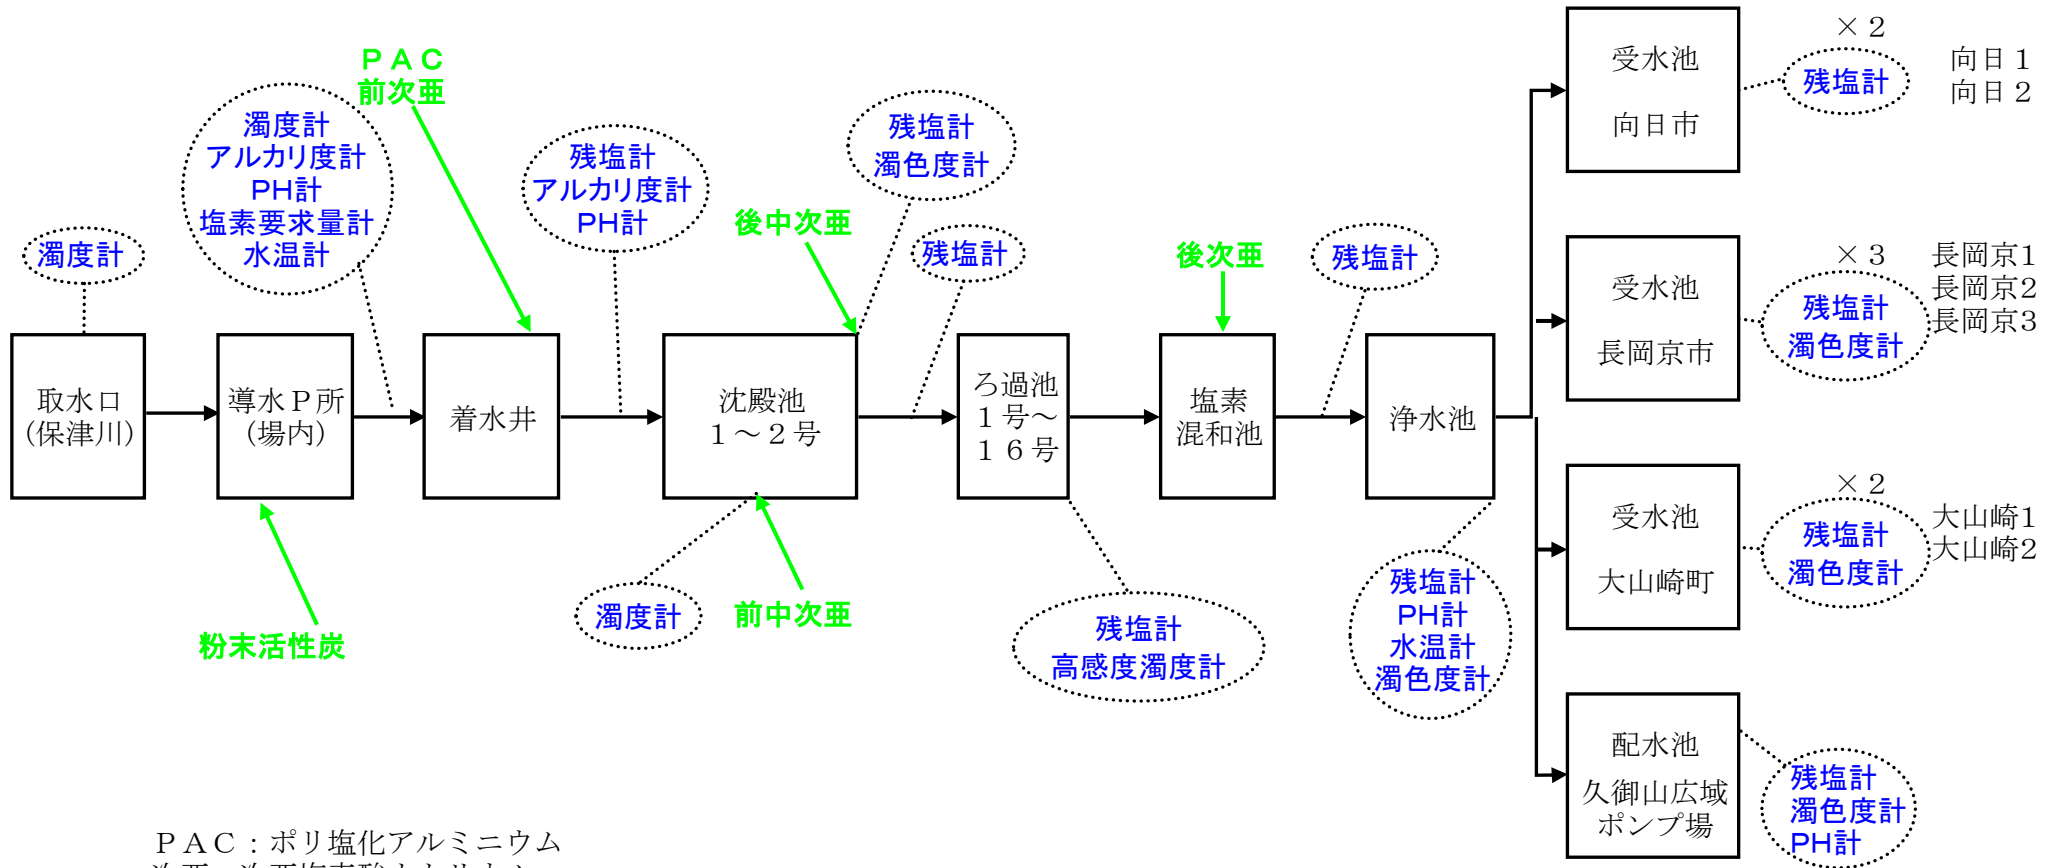 ＰＡＣ
前次亜
濁度計
アルカリ度計
PH計
塩素要求量計
水温計
濁度計
残塩計
アルカリ度計
PH計
残塩計
濁色度計
後中次亜
残塩計
後次亜
残塩計
取水口
(保津川)
導水Ｐ所
(場内)
着水井
沈殿池
１～２号
ろ過池
１号～
１６号
塩素
混和池
浄水池
粉末活性炭
濁度計
前中次亜
残塩計
高感度濁度計
残塩計
PH計
水温計
濁色度計
受水池
向日市
×２
残塩計
向日１
向日２
受水池
長岡京市
×３
残塩計
濁色度計
長岡京1
長岡京2
長岡京3
受水池
大山崎町
×２
残塩計
濁色度計
大山崎1
大山崎2
配水池
久御山広域
ポンプ場
残塩計
濁色度計
PH計
ＰＡＣ：ポリ塩化アルミニウム